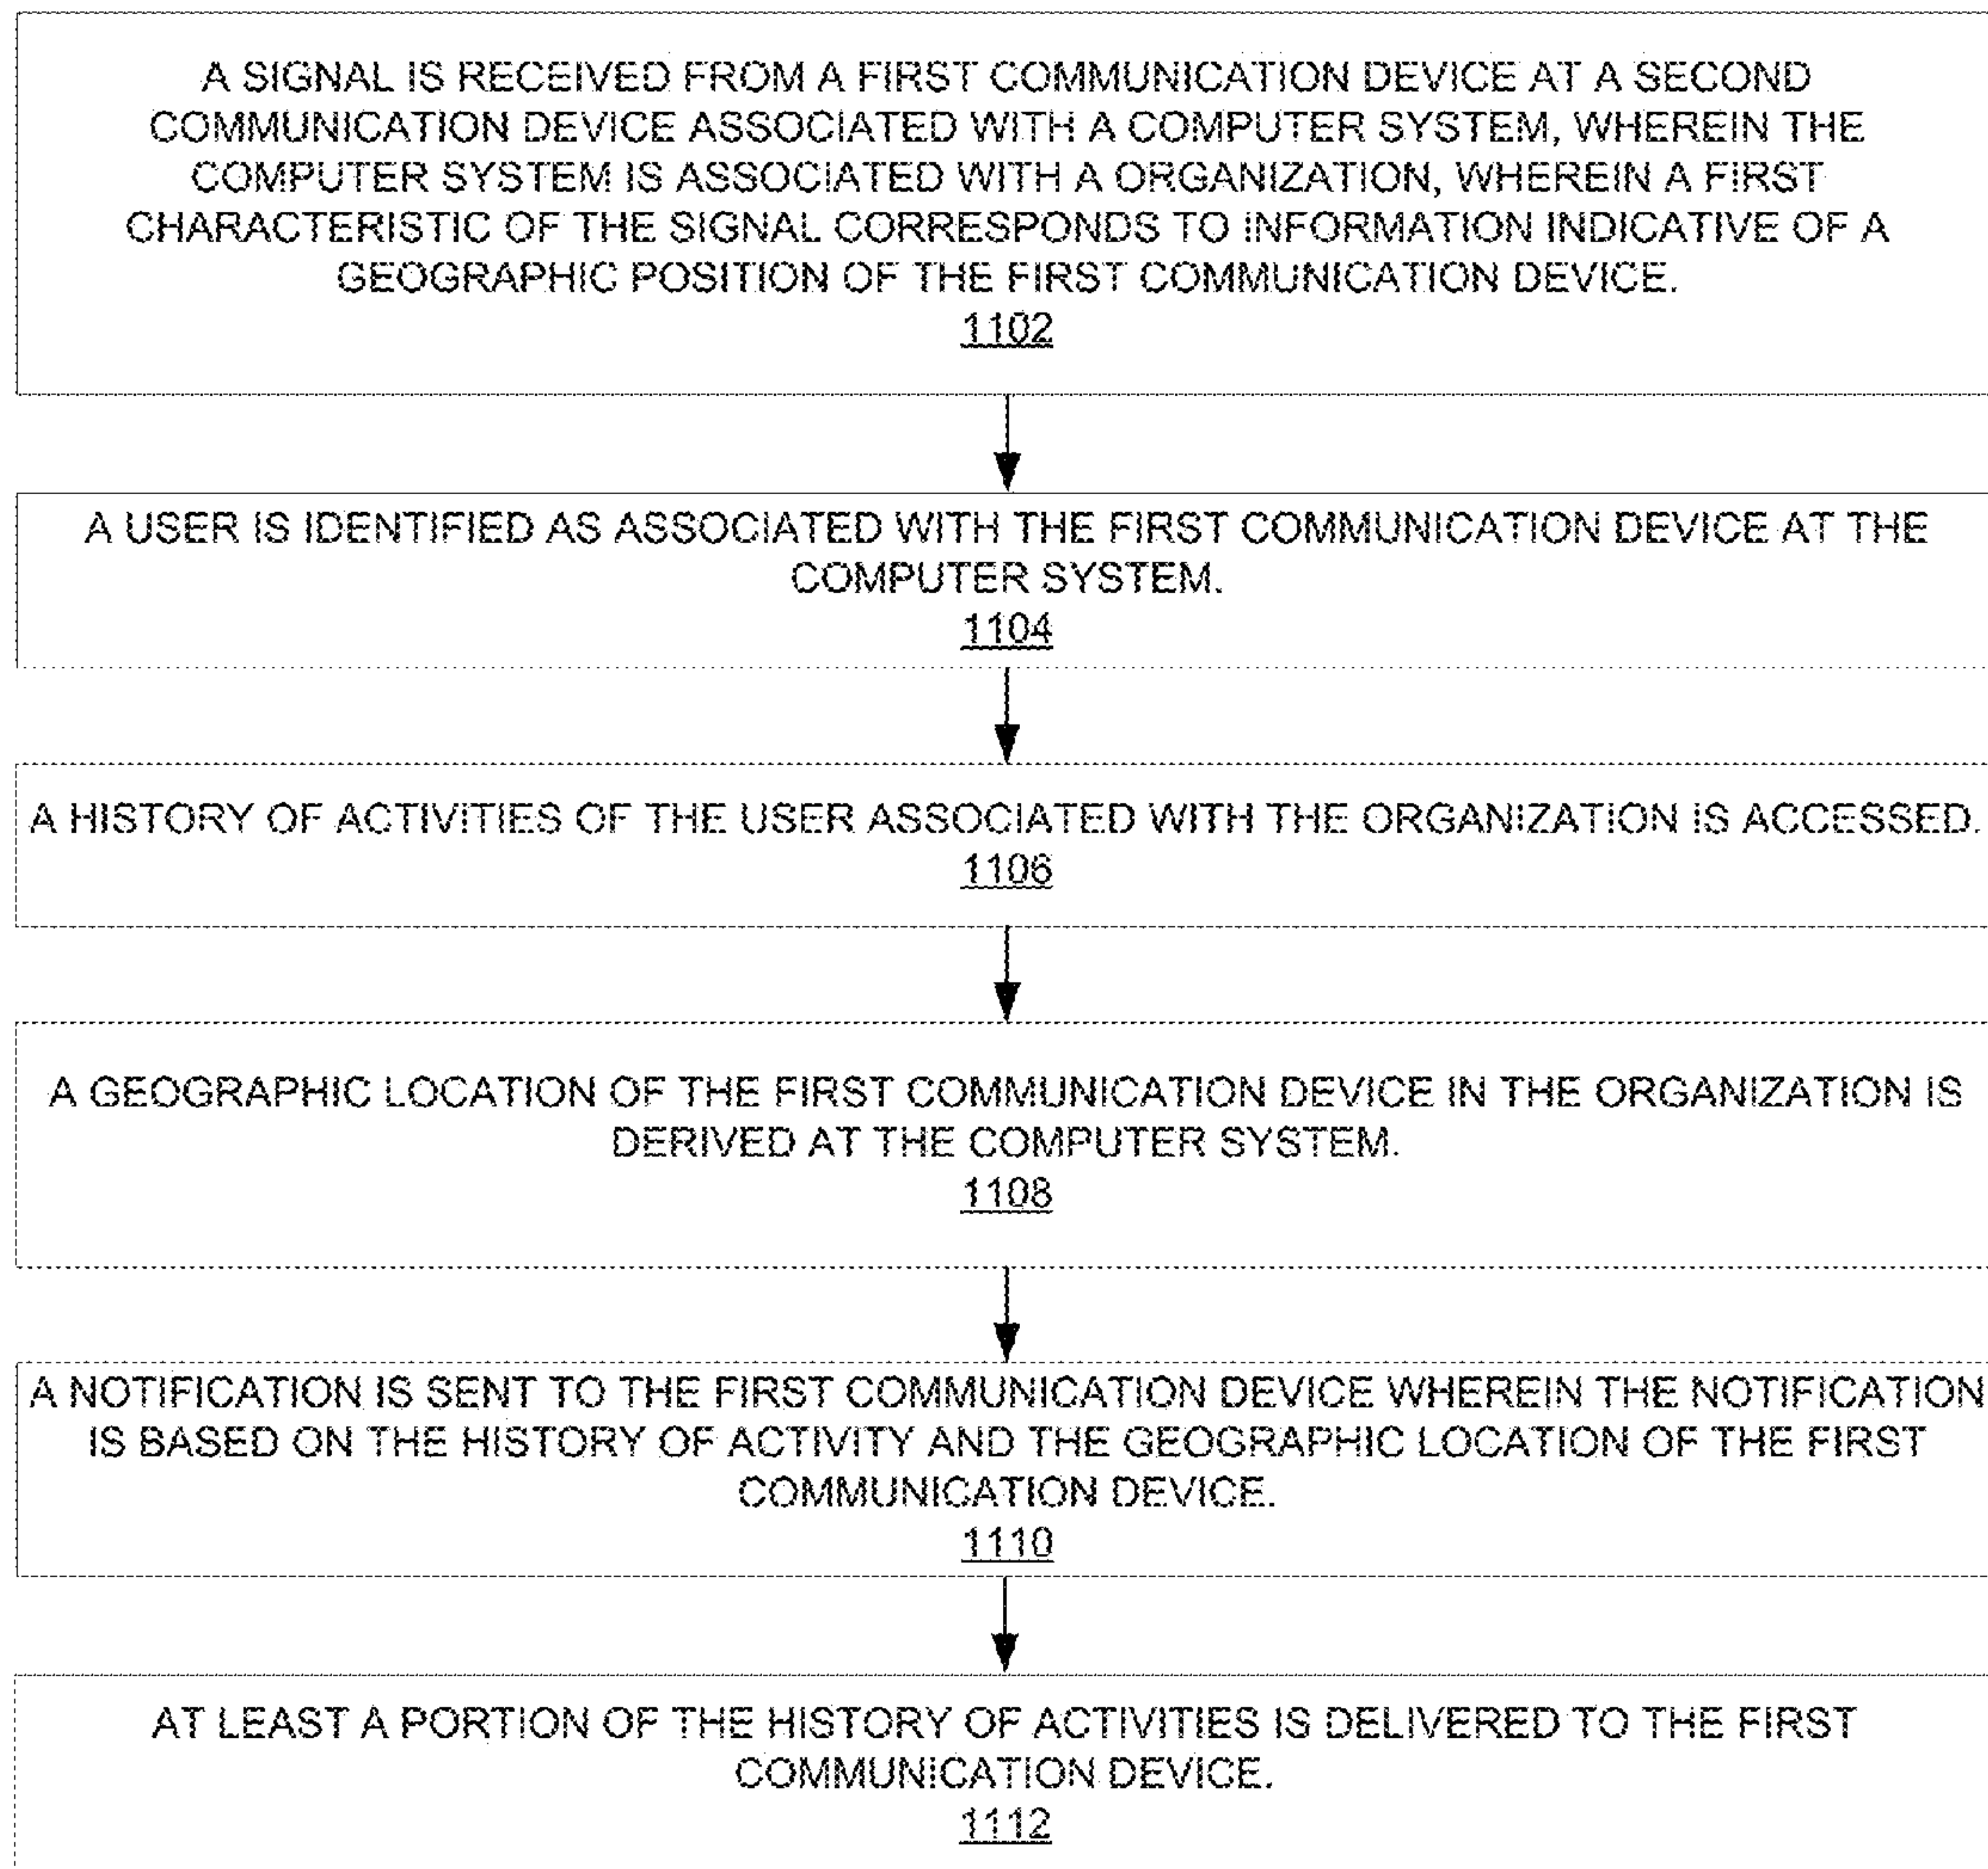 A SIGNAL IS RECEIVED FROM A FIRST COMMUNICATION DEVICE AT A SECOND
COMMUNICATION DEVICE ASSOCIATED WITH A COMPUTER SYSTEM, WHEREIN THE
COMPUTER SYSTEM IS ASSOCIATED WITH A ORGANIZATION, WHEREIN A FIRST
CHARACTERISTIC OF THE SIGNAL CORRESPONDS TO INFORMATION INDICATIVE OF A
GEOGRAPHIC POSITION OF THE FIRST COMMUNICATION DEVICE.
1102
A USER IS IDENTIFIED AS ASSOCIATED WITH THE FIRST COMMUNICATION DEVICE AT THE
COMPUTER SYSTEM.
1104
A HISTORY OF ACTIVITIES OF THE USER ASSOCIATED WITH THE ORGANIZATION IS ACCESSED.
1106
A GEOGRAPHIC LOCATION OF THE FIRST COMMUNICATION DEVICE IN THE ORGANIZATION IS
DERIVED AT THE COMPUTER SYSTEM.
1108
A NOTIFICATION IS SENT TO THE FIRST COMMUNICATION DEVICE WHEREIN THE NOTIFICATION
IS BASED ON THE HISTORY OF ACTIVITY AND THE GEOGRAPHIC LOCATION OF THE FIRST
COMMUNICATION DEVICE.
1110
AT LEAST A PORTION OF THE HISTORY OF ACTIVITIES IS DELIVERED TO THE FIRST
COMMUNICATION DEVICE.
1112